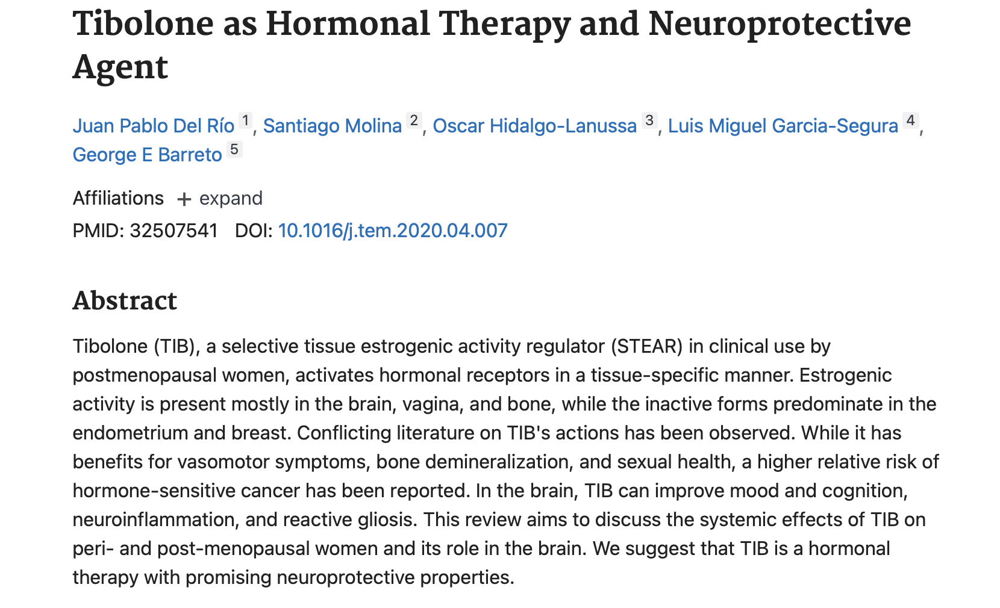 Tibolone as Hormonal Therapy and Neuroprotective
Agent
Juan Pablo Del Río 1, Santiago Molina 2, Oscar Hidalgo-Lanussa 3, Luis Miguel Garcia-Segura 4,
George E Barreto 5
Affiliations + expand
PMID: 32507541 DOI: 10.1016/j.tem.2020.04.007
Abstract
Tibolone (TIB), a selective tissue estrogenic activity regulator (STEAR) in clinical use by
postmenopausal women, activates hormonal receptors in a tissue-specific manner. Estrogenic
activity is present mostly in the brain, vagina, and bone, while the inactive forms predominate in the
endometrium and breast. Conflicting literature on TIB's actions has been observed. While it has
benefits for vasomotor symptoms, bone demineralization, and sexual health, a higher relative risk of
hormone-sensitive cancer has been reported. In the brain, TIB can improve mood and cognition,
neuroinflammation, and reactive gliosis. This review aims to discuss the systemic effects of TIB on
peri- and post-menopausal women and its role in the brain. We suggest that TIB is a hormonal
therapy with promising neuroprotective properties.